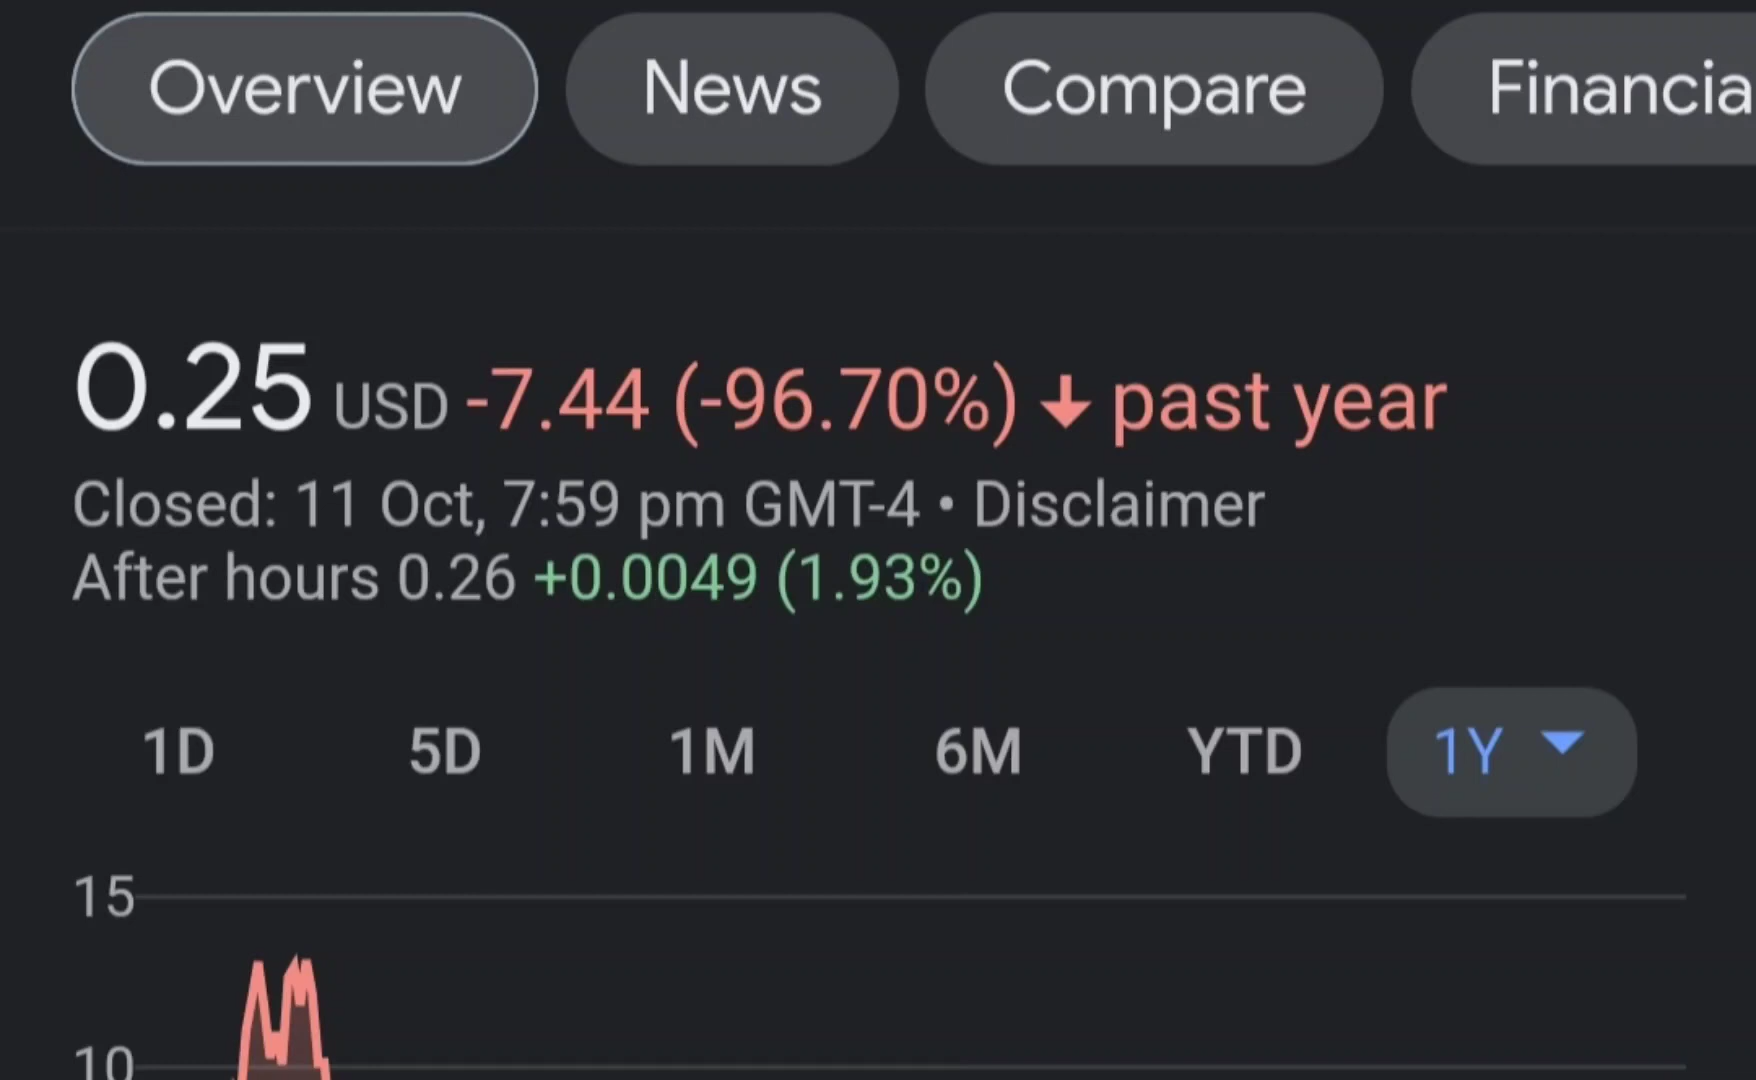 Overview News Compare Financia
0.25 USD -7.44 (-96.70%) ↓ past year
Closed: 11 Oct, 7:59 pm GMT-4 • Disclaimer
After hours 0.26 +0.0049 (1.93%)
1D 5D 1M 6M YTD 1Y
15
10